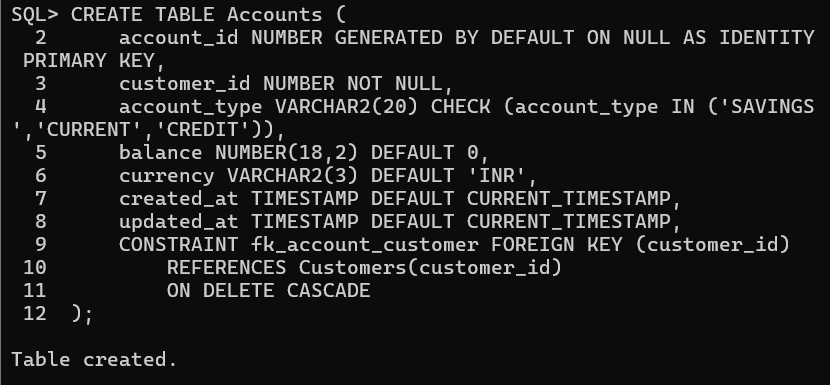 SQL> CREATE TABLE Accounts (
  2      account_id NUMBER GENERATED BY DEFAULT ON NULL AS IDENTITY
 PRIMARY KEY,
  3      customer_id NUMBER NOT NULL,
  4      account_type VARCHAR2(20) CHECK (account_type IN ('SAVINGS
','CURRENT','CREDIT')),
  5      balance NUMBER(18,2) DEFAULT 0,
  6      currency VARCHAR2(3) DEFAULT 'INR',
  7      created_at TIMESTAMP DEFAULT CURRENT_TIMESTAMP,
  8      updated_at TIMESTAMP DEFAULT CURRENT_TIMESTAMP,
  9      CONSTRAINT fk_account_customer FOREIGN KEY (customer_id)
 10          REFERENCES Customers(customer_id)
 11          ON DELETE CASCADE
 12  );
Table created.